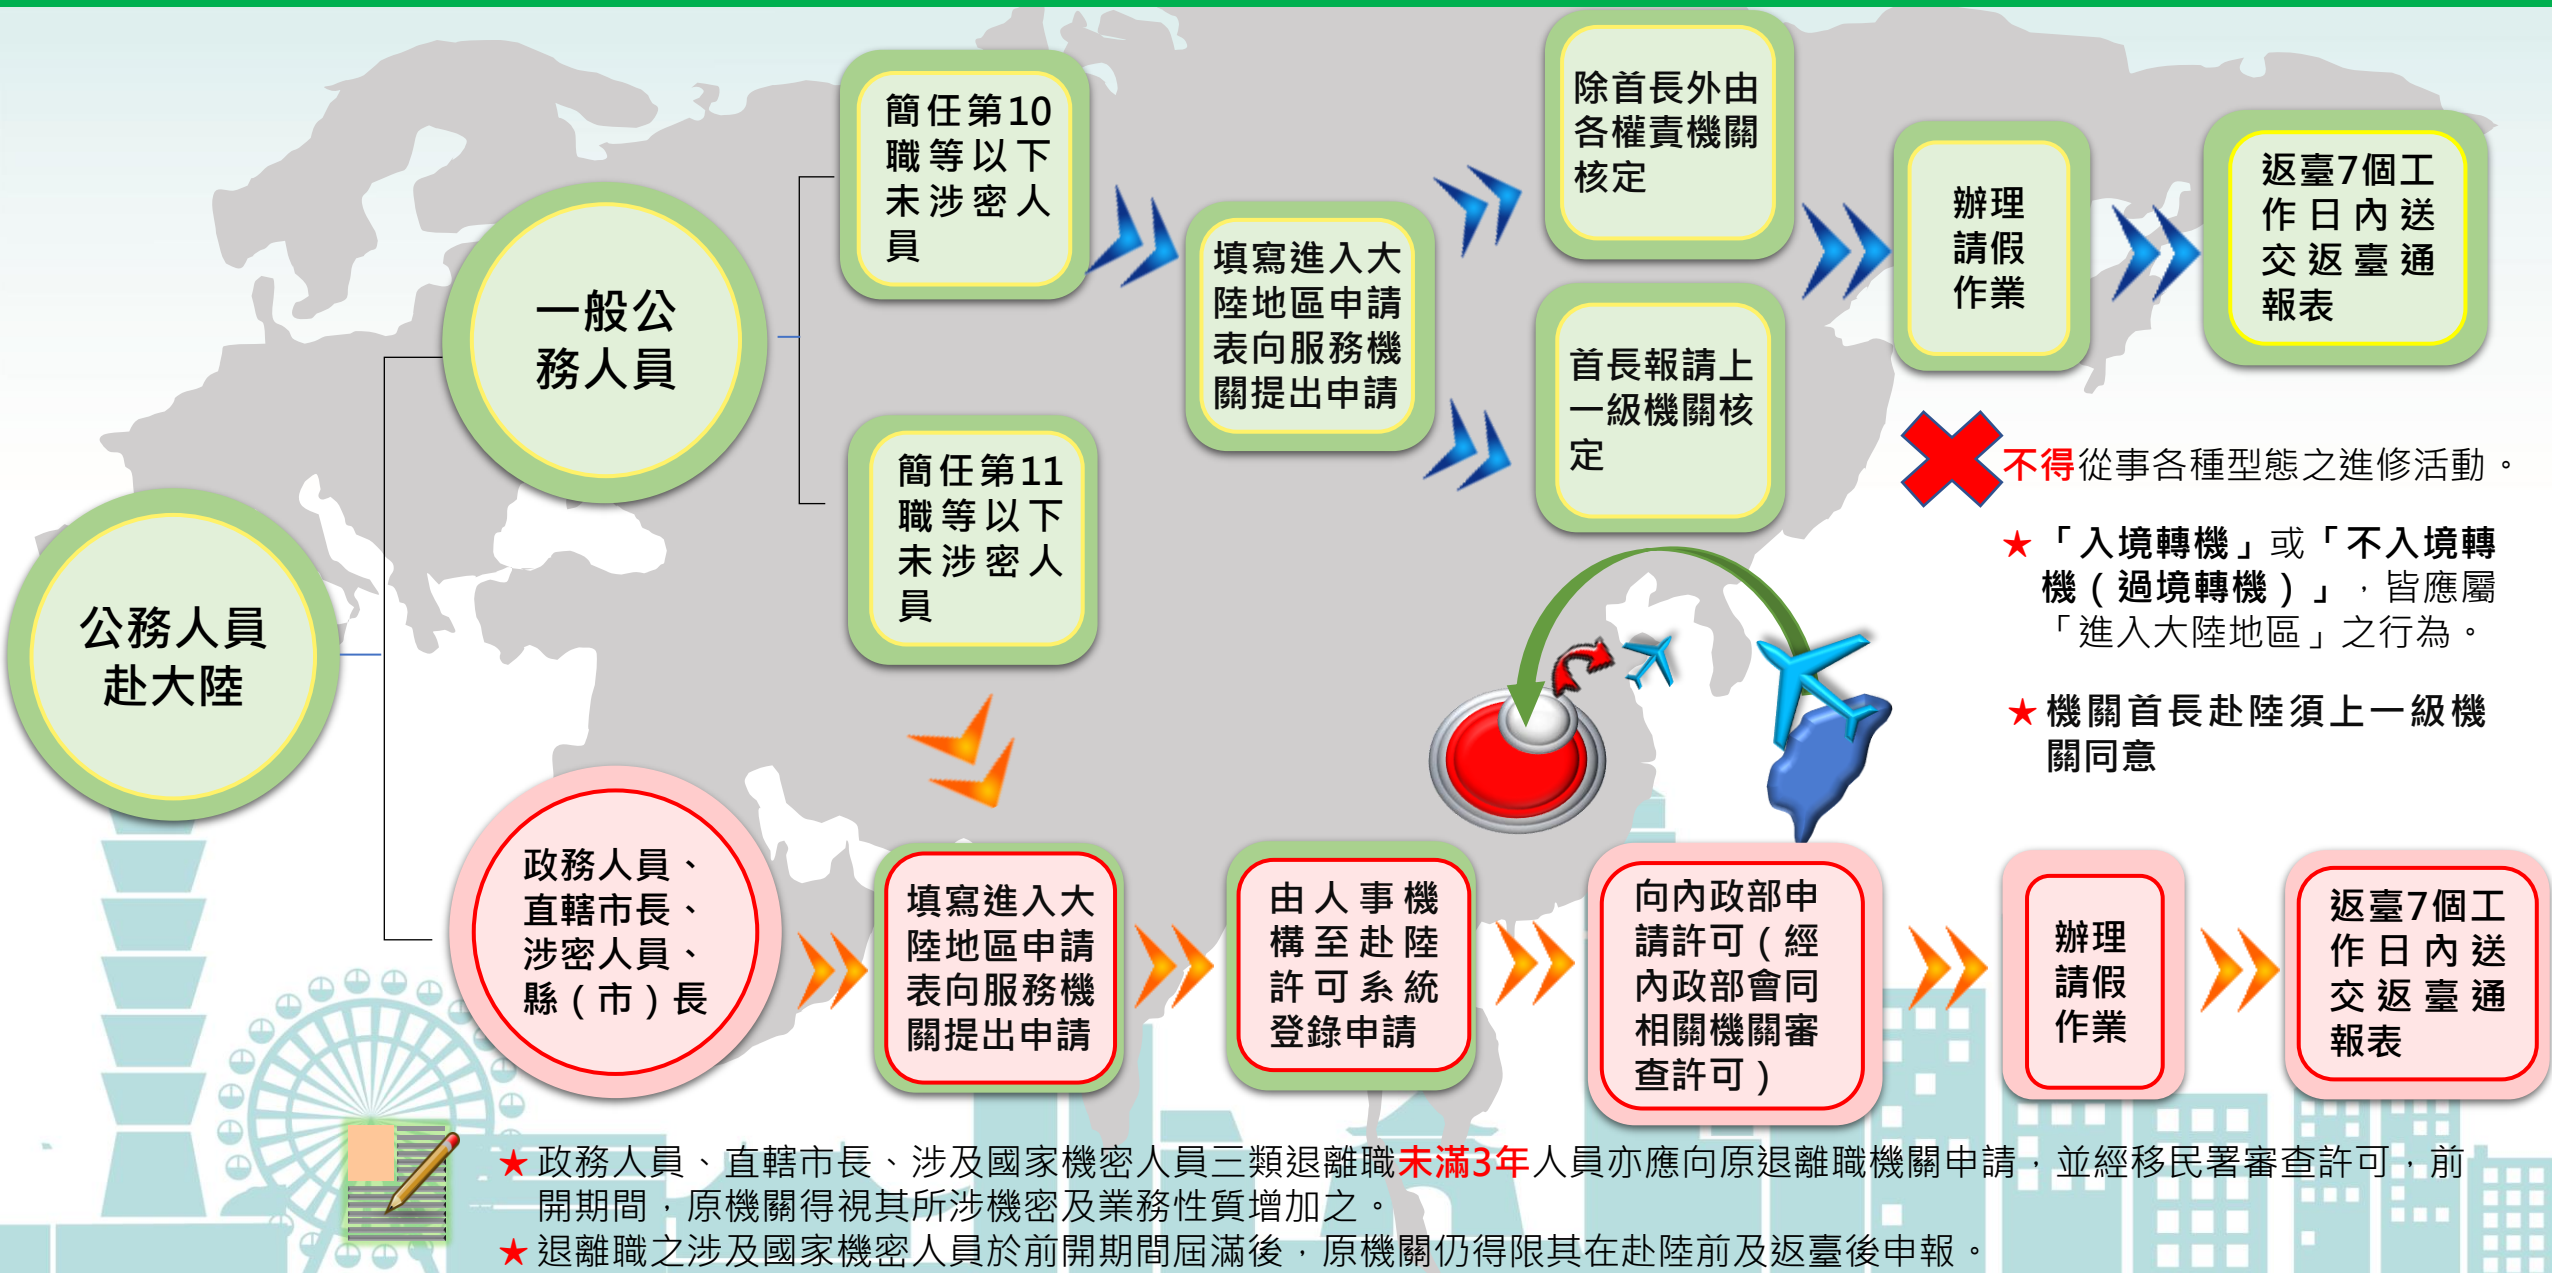 公務人員
赴大陸
一般公
務人員
簡任第10
職等以下
未涉密人
員
填寫進入大
陸地區申請
表向服務機
關提出申請
除首長外由
各權責機關
核定
首長報請上
一級機關核
定
辦理
請假
作業
返臺7個工
作日內送
交返臺通
報表
簡任第11
職等以下
未涉密人
員
不得從事各種型態之進修活動。
★「入境轉機」或「不入境轉
機（過境轉機）」，皆應屬
「進入大陸地區」之行為。
★機關首長赴陸須上一級機
關同意
政務人員、
直轄市長、
涉密人員、
縣（市）長
填寫進入大
陸地區申請
表向服務機
關提出申請
由人事機
構至赴陸
許可系統
登錄申請
向內政部申
請許可（經
內政部會同
相關機關審
查許可）
辦理
請假
作業
返臺7個工
作日內送
交返臺通
報表
★政務人員、直轄市長、涉及國家機密人員三類退離職未滿3年人員亦應向原退離職機關申請，並經移民署審查許可，前
開期間，原機關得視其所涉機密及業務性質增加之。
★退離職之涉及國家機密人員於前開期間屆滿後，原機關仍得限其在赴陸前及返臺後申報。